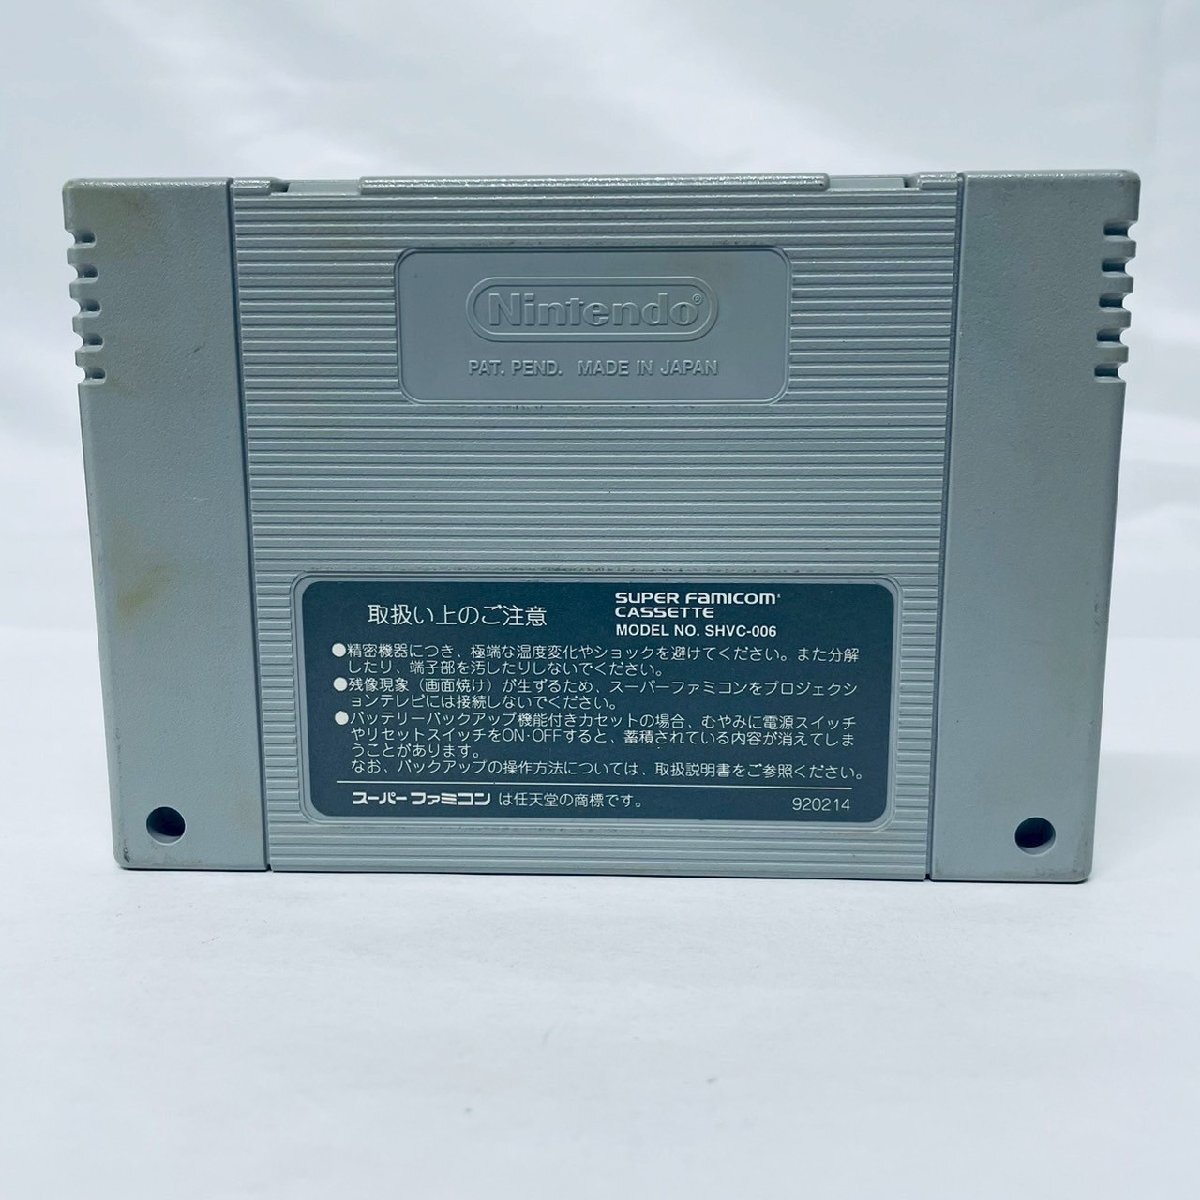 Nintendo®
PAT. PEND. MADE IN JAPAN
取扱い上のご注意
SUPER FAMICOM
CASSETTE
MODEL NO. SHVC-006
●精密機器につき、極端な温度変化やショックを避けてください。また分解
したり、端子部を汚したりしないでください。
●残像現象（画面焼け）が生ずるため、スーパーファミコンをプロジェクシ
ョンテレビには接続しないでください。
●バッテリーバックアップ機能付きカセットの場合、むやみに電源スイッチ
やリセットスイッチをON・OFFすると、蓄積されている内容が消えてしま
うことがあります。
なお、バックアップの操作方法については、取扱説明書をご参照ください。
スーパーファミコン は任天堂の商標です。
920214